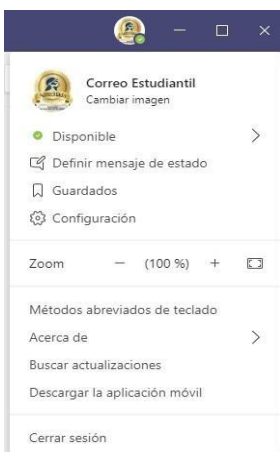 Correo Estudiantil
Cambiar imagen
Disponible
Definir mensaje de estado
Guardados
Configuración
Zoom — (100 %) +
Métodos abreviados de teclado
Acerca de
Buscar actualizaciones
Descargar la aplicación móvil
Cerrar sesión